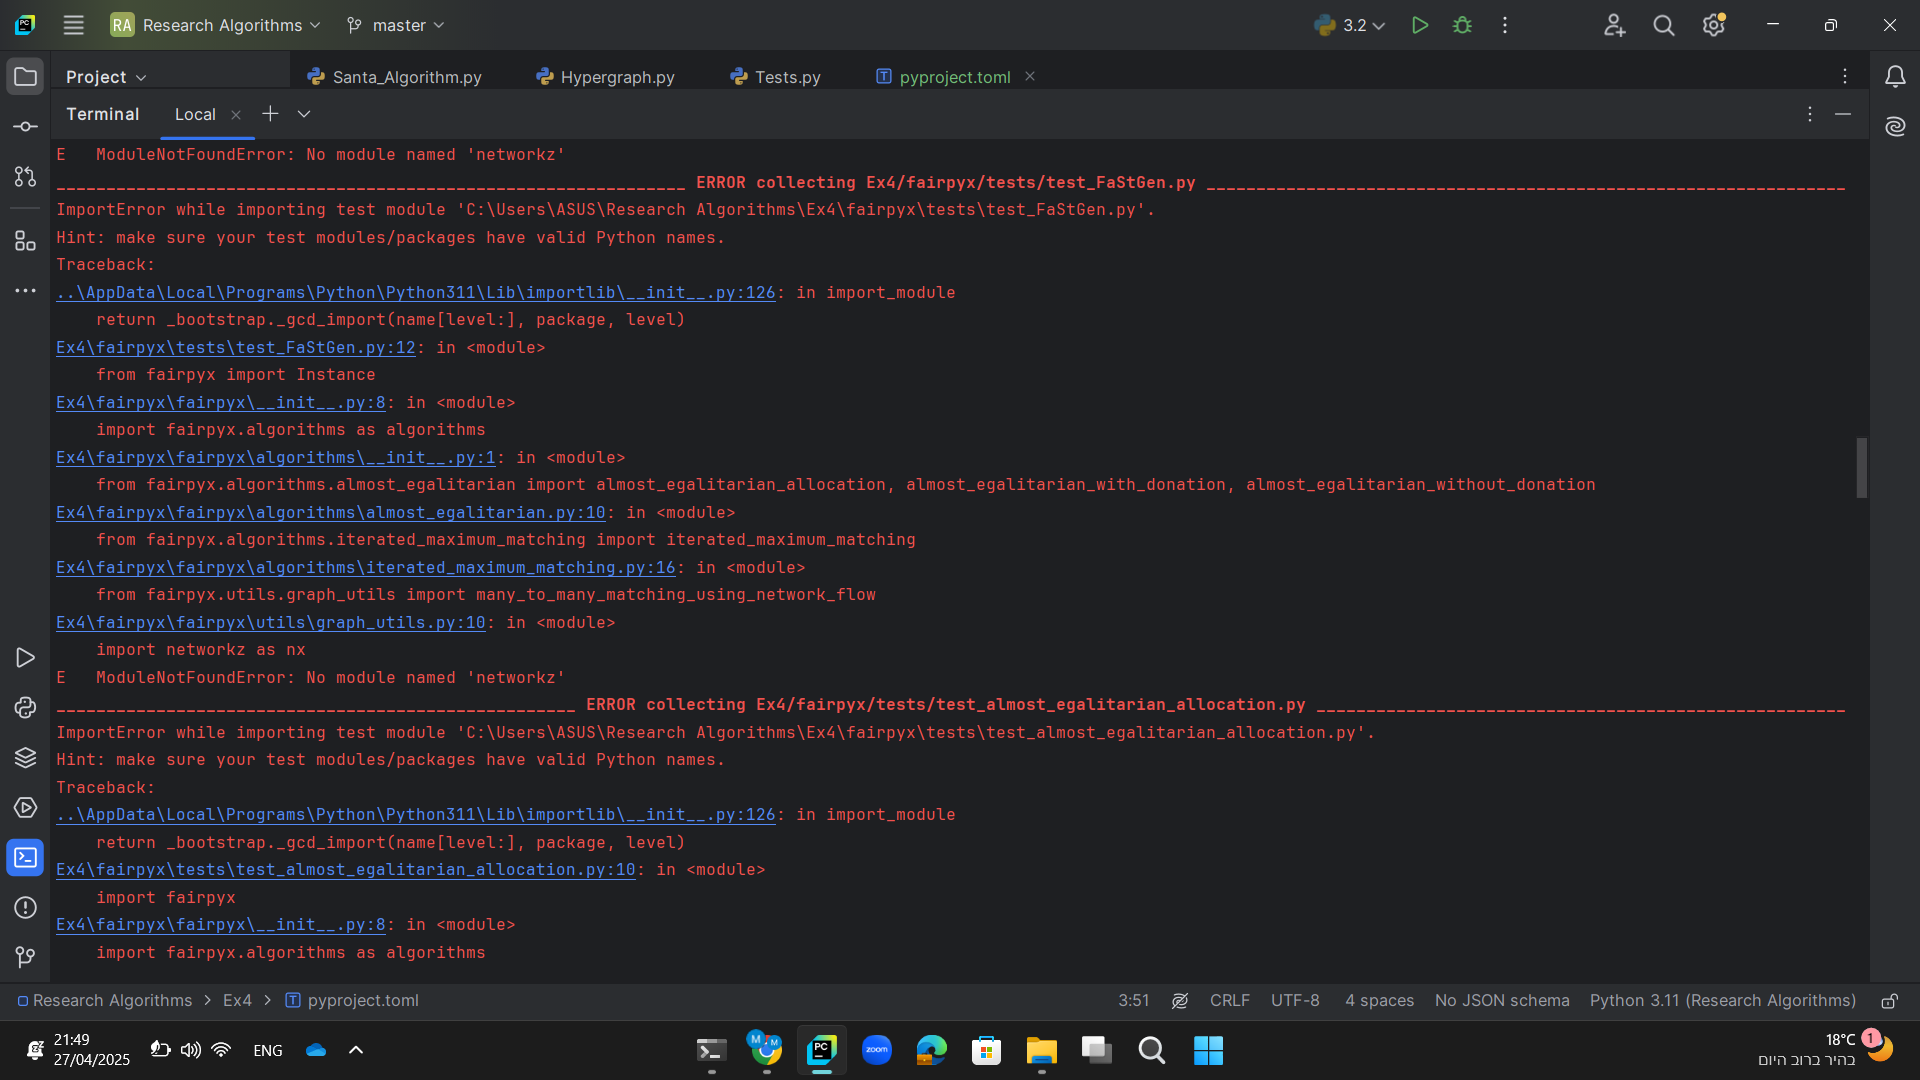 RA Research Algorithms master 3.2
Project Santa_Algorithm.py Hypergraph.py Tests.py pyproject.toml
Terminal Local
E   ModuleNotFoundError: No module named 'networkz'
ERROR collecting Ex4/fairpyx/tests/test_FaStGen.py
ImportError while importing test module 'C:\Users\ASUS\Research Algorithms\Ex4\fairpyx\tests\test_FaStGen.py'.
Hint: make sure your test modules/packages have valid Python names.
Traceback:
..\AppData\Local\Programs\Python\Python311\Lib\importlib\__init__.py:126: in import_module
    return _bootstrap._gcd_import(name[level:], package, level)
Ex4\fairpyx\tests\test_FaStGen.py:12: in <module>
    from fairpyx import Instance
Ex4\fairpyx\fairpyx\__init__.py:8: in <module>
    import fairpyx.algorithms as algorithms
Ex4\fairpyx\fairpyx\algorithms\__init__.py:1: in <module>
    from fairpyx.algorithms.almost_egalitarian import almost_egalitarian_allocation, almost_egalitarian_with_donation, almost_egalitarian_without_donation
Ex4\fairpyx\fairpyx\algorithms\almost_egalitarian.py:10: in <module>
    from fairpyx.algorithms.iterated_maximum_matching import iterated_maximum_matching
Ex4\fairpyx\fairpyx\algorithms\iterated_maximum_matching.py:16: in <module>
    from fairpyx.utils.graph_utils import many_to_many_matching_using_network_flow
Ex4\fairpyx\fairpyx\utils\graph_utils.py:10: in <module>
    import networkz as nx
E   ModuleNotFoundError: No module named 'networkz'
ERROR collecting Ex4/fairpyx/tests/test_almost_egalitarian_allocation.py
ImportError while importing test module 'C:\Users\ASUS\Research Algorithms\Ex4\fairpyx\tests\test_almost_egalitarian_allocation.py'.
Hint: make sure your test modules/packages have valid Python names.
Traceback:
..\AppData\Local\Programs\Python\Python311\Lib\importlib\__init__.py:126: in import_module
    return _bootstrap._gcd_import(name[level:], package, level)
Ex4\fairpyx\tests\test_almost_egalitarian_allocation.py:10: in <module>
    import fairpyx
Ex4\fairpyx\fairpyx\__init__.py:8: in <module>
    import fairpyx.algorithms as algorithms
Research Algorithms > Ex4 > pyproject.toml 3:51 CRLF UTF-8 4 spaces No JSON schema Python 3.11 (Research Algorithms)
21:49
27/04/2025
ENG
zoom
18°C
1
בהיר ברוב היום